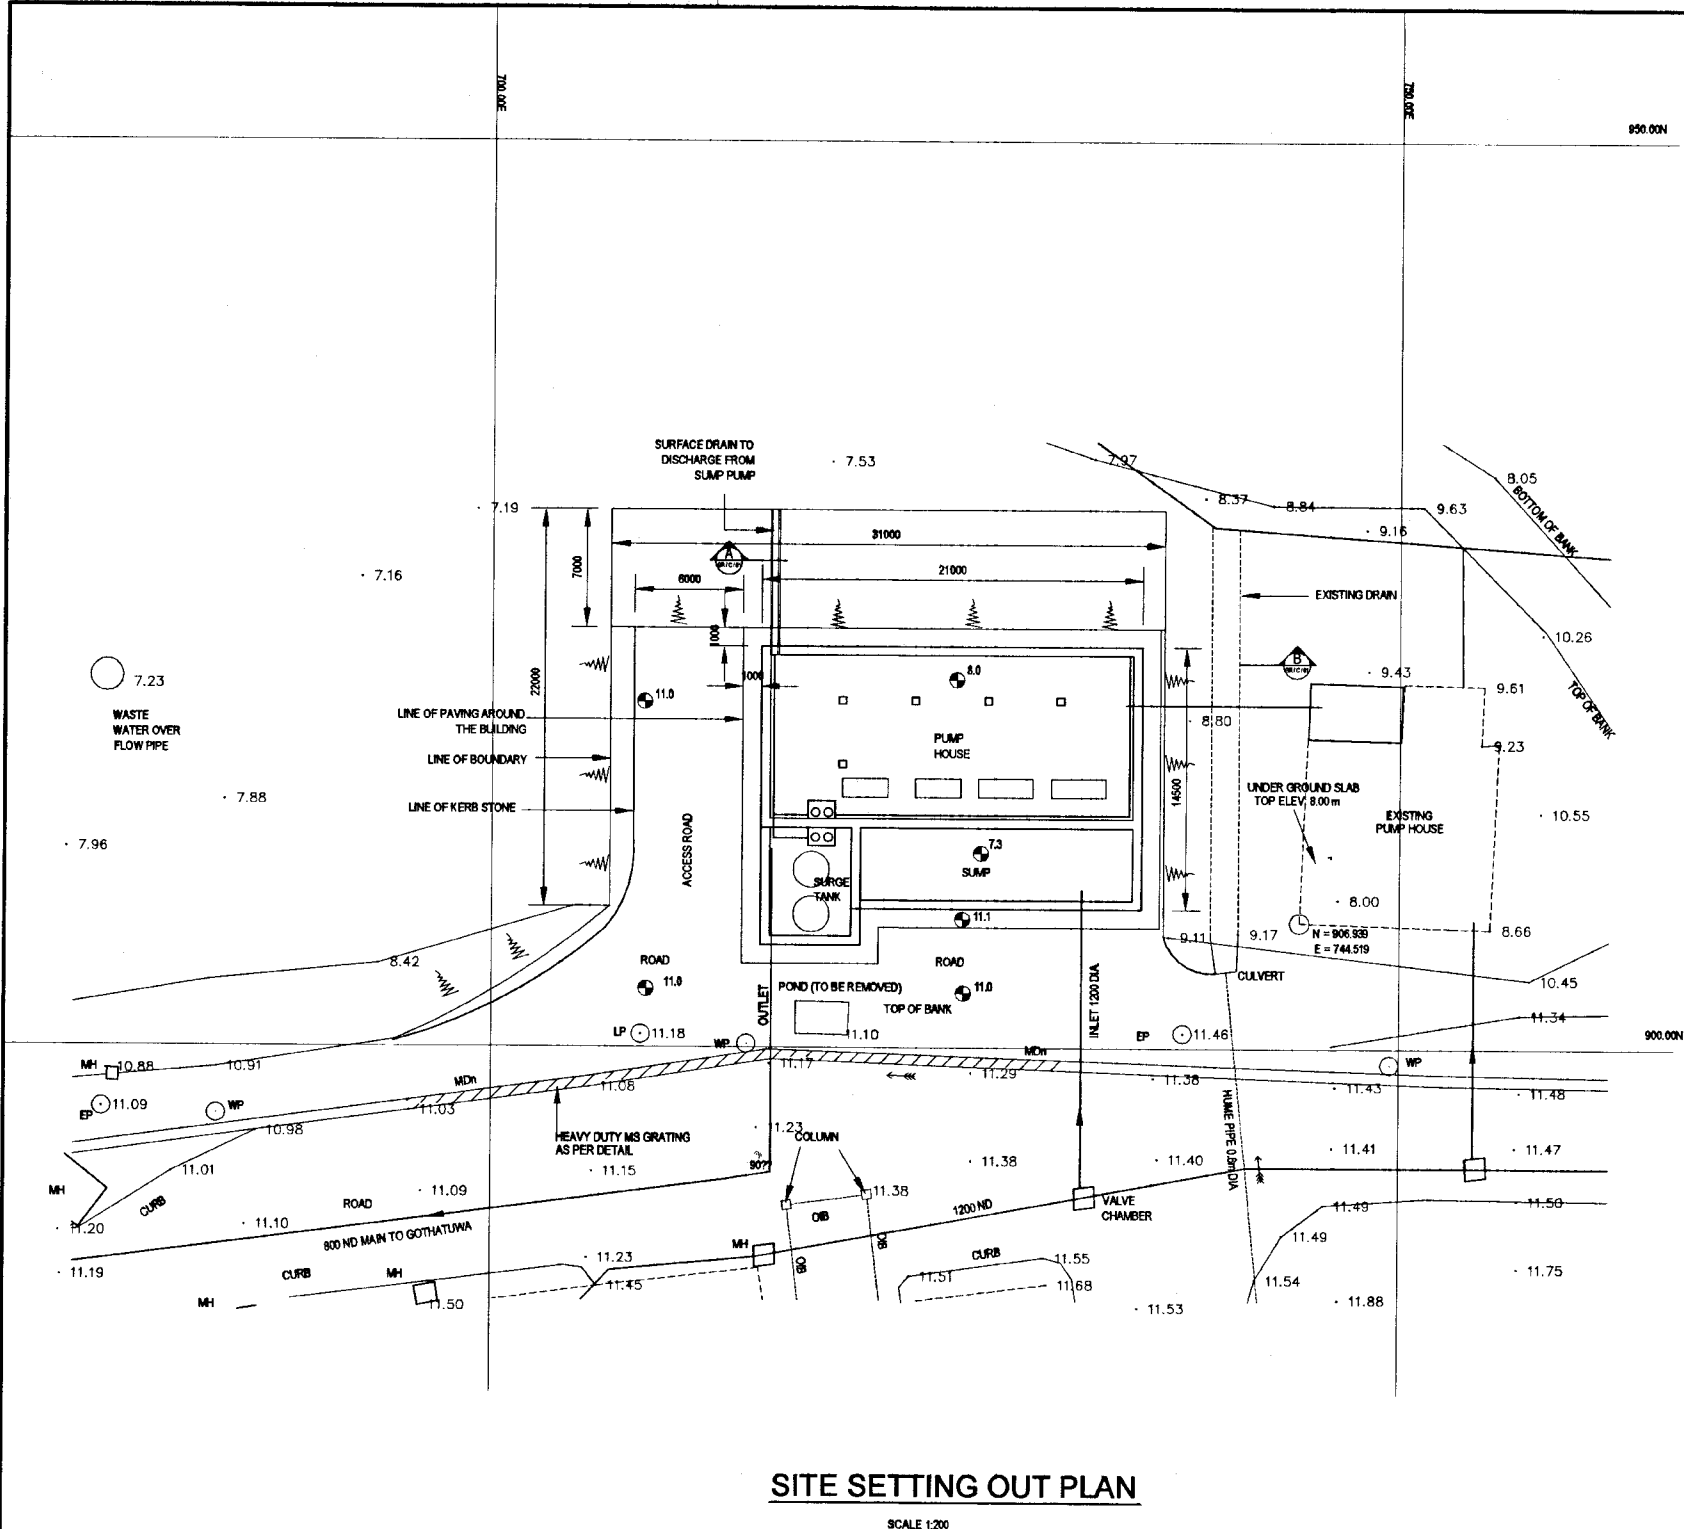 700.00E
750.00E
950.00N
SURFACE DRAIN TO
DISCHARGE FROM
SUMP PUMP
7.53
7.97
8.05
8.37
8.84
9.63
BOTTOM OF BANK
7.19
31000
9.16
A
7000
7.16
6000
21000
EXISTING DRAIN
1000
10.26
B
7.23
22000
1000
8.0
9.43
9.61
TOP OF BANK
11.0
LINE OF PAVING AROUND
THE BUILDING
WASTE
WATER OVER
FLOW PIPE
8.80
PUMP
HOUSE
9.23
LINE OF BOUNDARY
14500
UNDER GROUND SLAB
TOP ELEV. 8.00 m
7.88
LINE OF KERB STONE
EXISTING
PUMP HOUSE
10.55
7.96
ACCESS ROAD
7.3
SUMP
SURGE
TANK
8.00
11.1
N = 906.939
E = 744.519
8.66
9.11
9.17
8.42
ROAD
ROAD
CULVERT
11.0
POND (TO BE REMOVED)
11.0
10.45
TOP OF BANK
OUTLET
INLET 1200 DIA.
11.34
LP
11.18
11.10
EP
11.46
900.00N
WP
MDn
WP
MH
10.88
10.91
11.17
11.29
11.38
11.43
11.48
MDn
11.08
EP
11.09
WP
11.03
HUME PIPE 0.8m DIA
10.98
11.23
HEAVY DUTY MS GRATING
AS PER DETAIL
COLUMN
11.01
90??
11.15
11.38
11.40
11.41
11.47
MH
CURB
ROAD
11.09
11.38
VALVE
CHAMBER
11.20
11.10
OIB
1200 ND
11.49
11.50
800 ND MAIN TO GOTHATUWA
MH
OIB
OIB
11.49
11.23
CURB
11.55
11.19
CURB
MH
11.45
11.51
11.68
11.54
11.75
MH
11.50
11.53
11.88
SITE SETTING OUT PLAN
SCALE 1:200